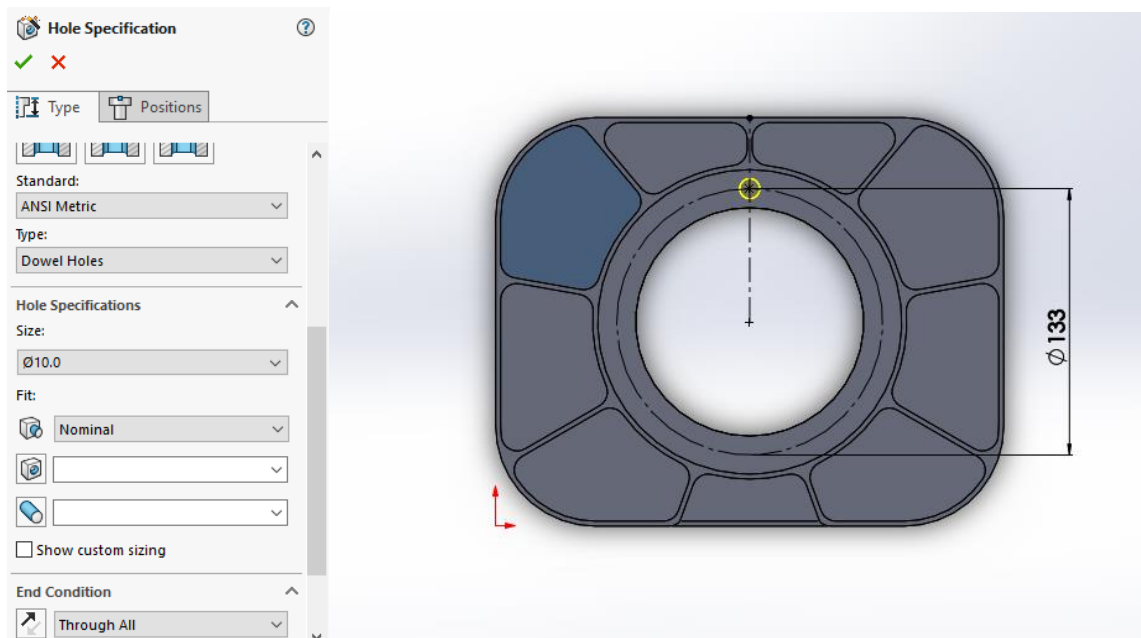 Hole Specification
Type
Positions
Standard:
ANSI Metric
Type:
Dowel Holes
Hole Specifications
Size:
Ø10.0
Fit:
Nominal
Show custom sizing
End Condition
Through All
Ø133